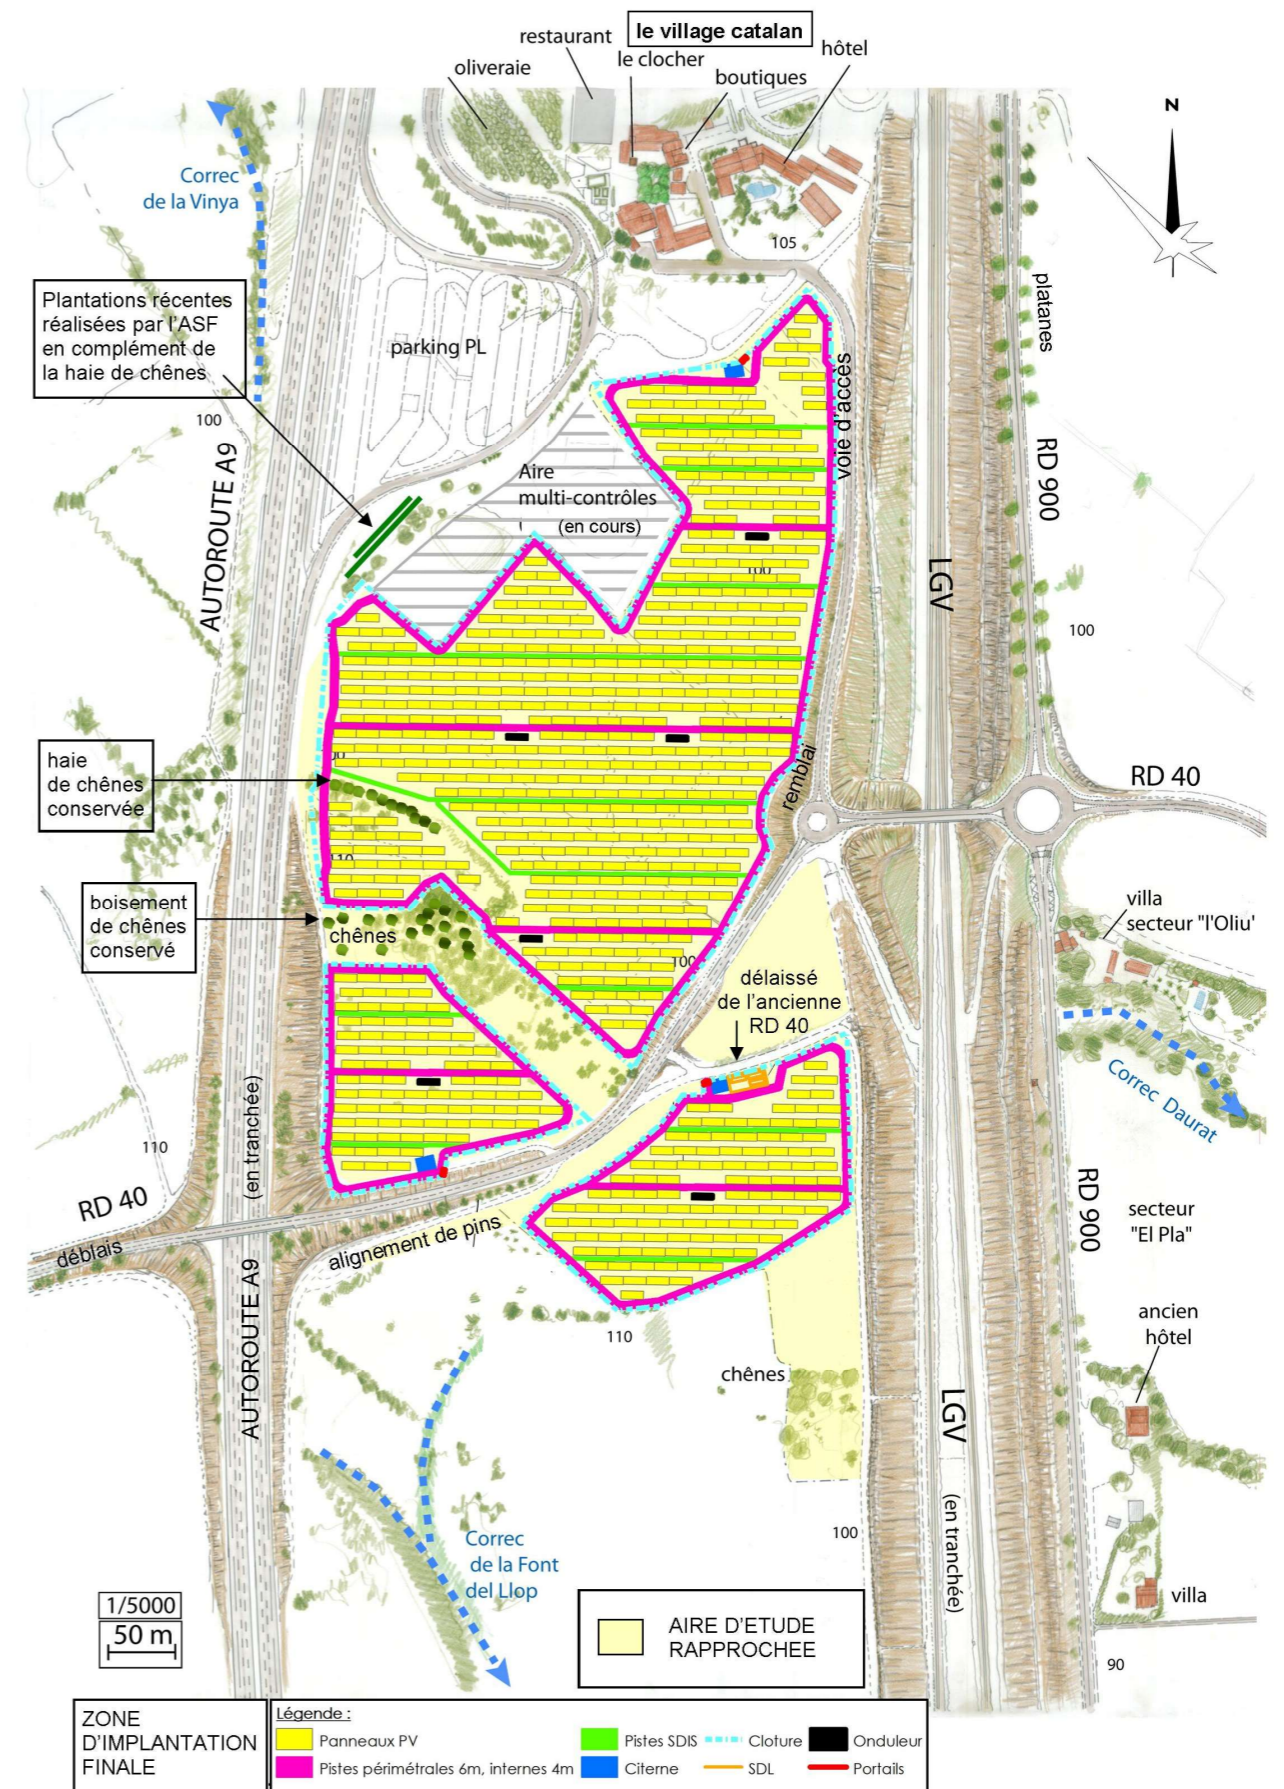 le village catalan
restaurant
le clocher
hôtel
oliveraie
boutiques
N
Correc
de la Vinya
105
platanes
Plantations récentes
réalisées par l'ASF
en complément de
la haie de chênes
parking PL
voie d'accès
100
AUTOROUTE A9
RD 900
Aire
multi-contrôles
(en cours)
100
LGV
100
haie
de chênes
conservée
remblai
RD 40
110
boisement
de chênes
conservé
chênes
villa
secteur "l'Oliu'
100
délaissé
de l'ancienne
RD 40
Correc Daurat
(en tranchée)
110
RD 40
déblais
alignement de pins
RD 900
secteur
"El Pla"
AUTOROUTE A9
110
ancien
hôtel
chênes
LGV
(en tranchée)
100
Correc
de la Font
del Llop
villa
90
1/5000
50 m
AIRE D'ETUDE
RAPPROCHEE
ZONE
D'IMPLANTATION
FINALE
Légende :
Panneaux PV
Pistes SDIS
Cloture
Onduleur
Pistes périmétrales 6m, internes 4m
Citerne
SDL
Portails